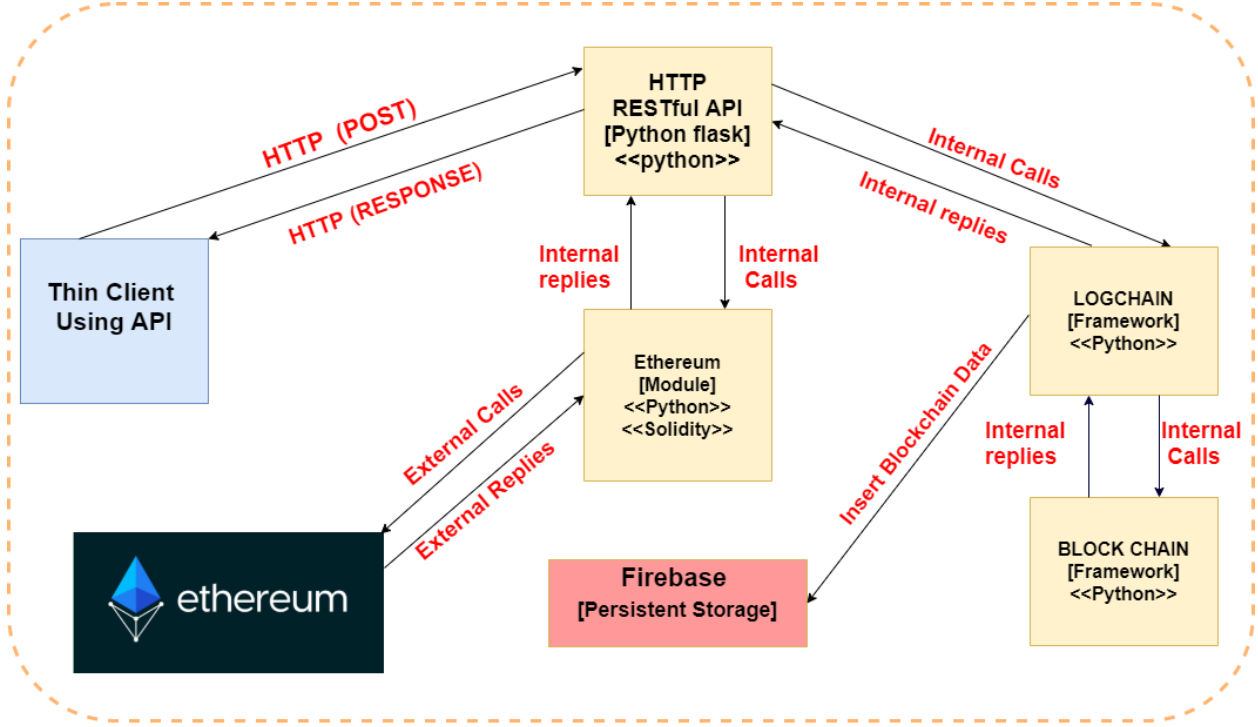 HTTP
RESTful API
[Python flask]
<<python>>
HTTP (POST)
HTTP (RESPONSE)
Internal Calls
Internal replies
Thin Client
Using API
Internal
replies
Internal
Calls
LOGCHAIN
[Framework]
<<Python>>
Ethereum
[Module]
<<Python>>
<<Solidity>>
External Calls
External Replies
Insert Blockchain Data
Internal
replies
Internal
Calls
ethereum
Firebase
[Persistent Storage]
BLOCK CHAIN
[Framework]
<<Python>>